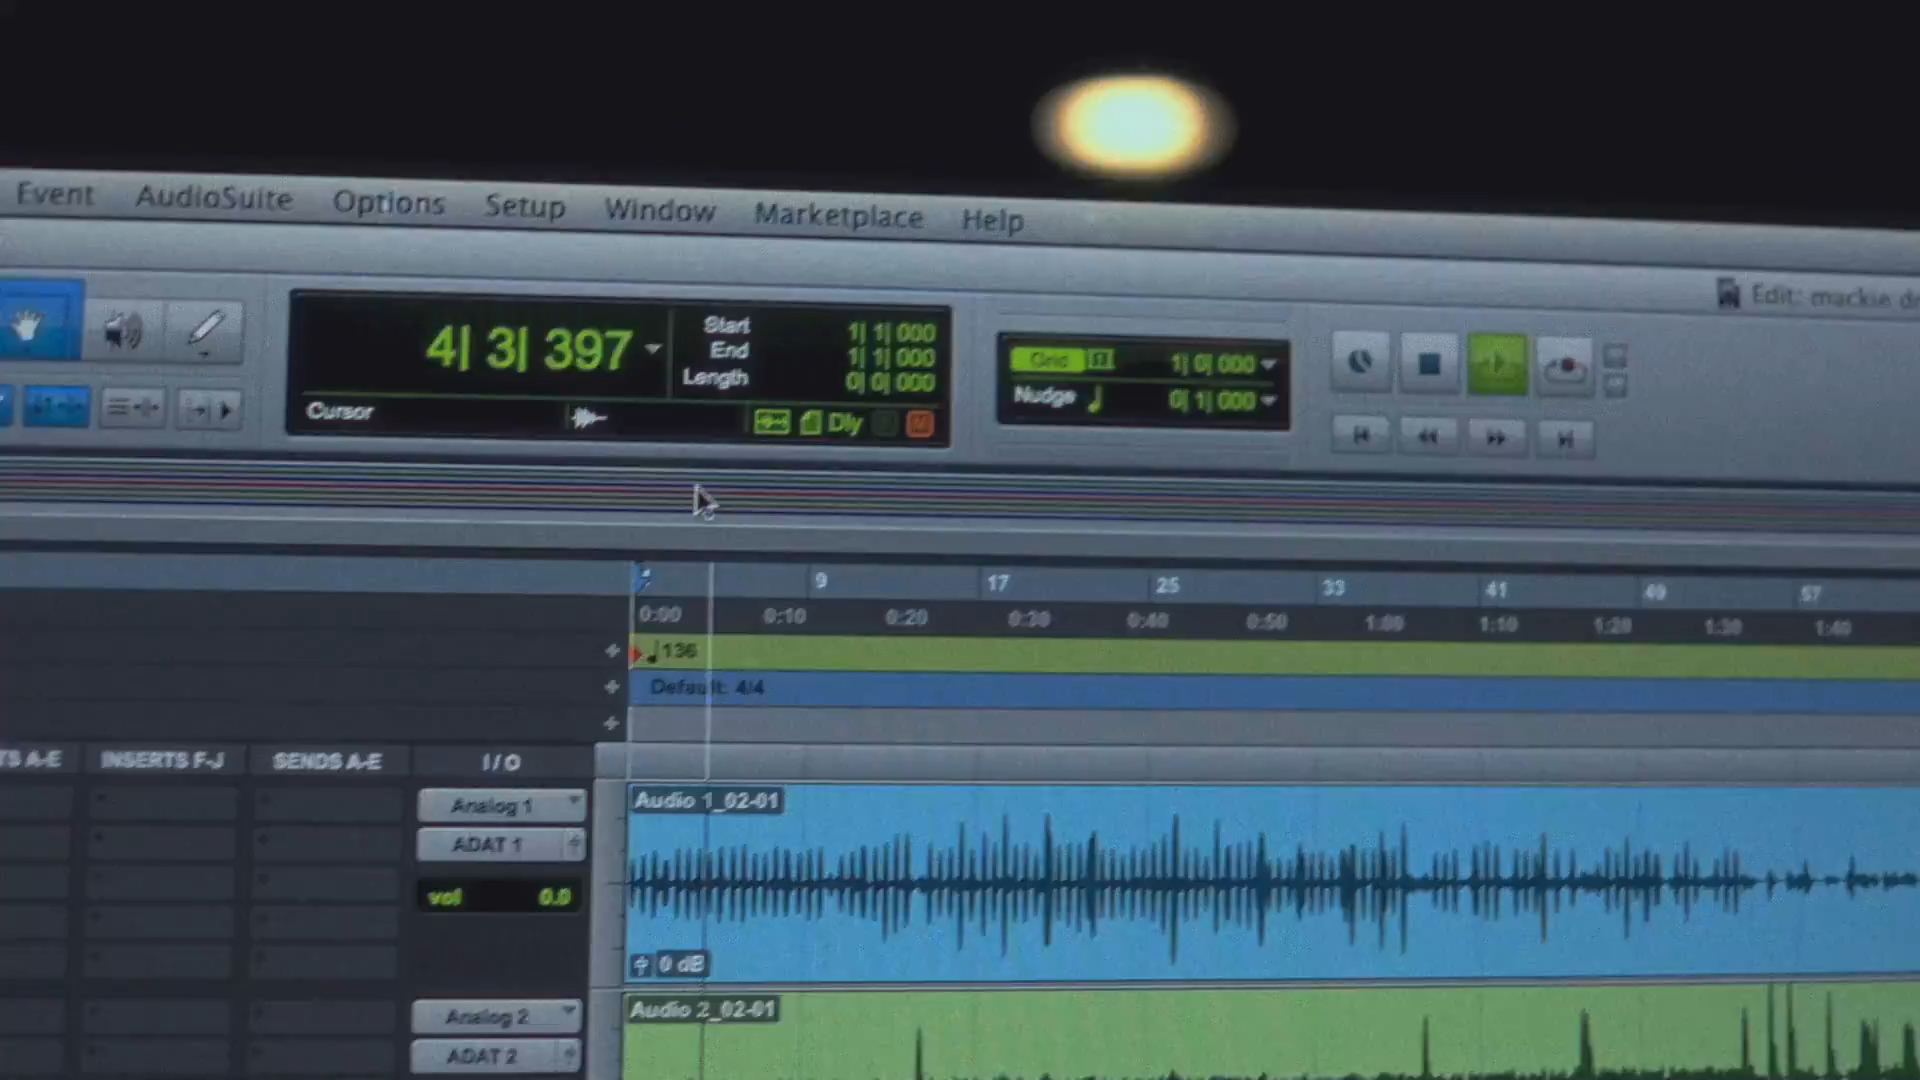 Event AudioSuite Options Setup Window Marketplace Help
Edit: mackie
4| 3| 397
Start 1| 1| 000
End 1| 1| 000
Length 0| 0| 000
Cursor
Dly
Grid 1| 0| 000
Nudge 0| 1| 000
9 17 25 33 41 49 57
0:00 0:10 0:20 0:30 0:40 0:50 1:00 1:10 1:20 1:30 1:40
136
Default: 4/4
TS A-E INSERTS F-J SENDS A-E I/O
Analog 1
Audio 1_02-01
ADAT 1
vol 0.0
0 dB
Analog 2
Audio 2_02-01
ADAT 2